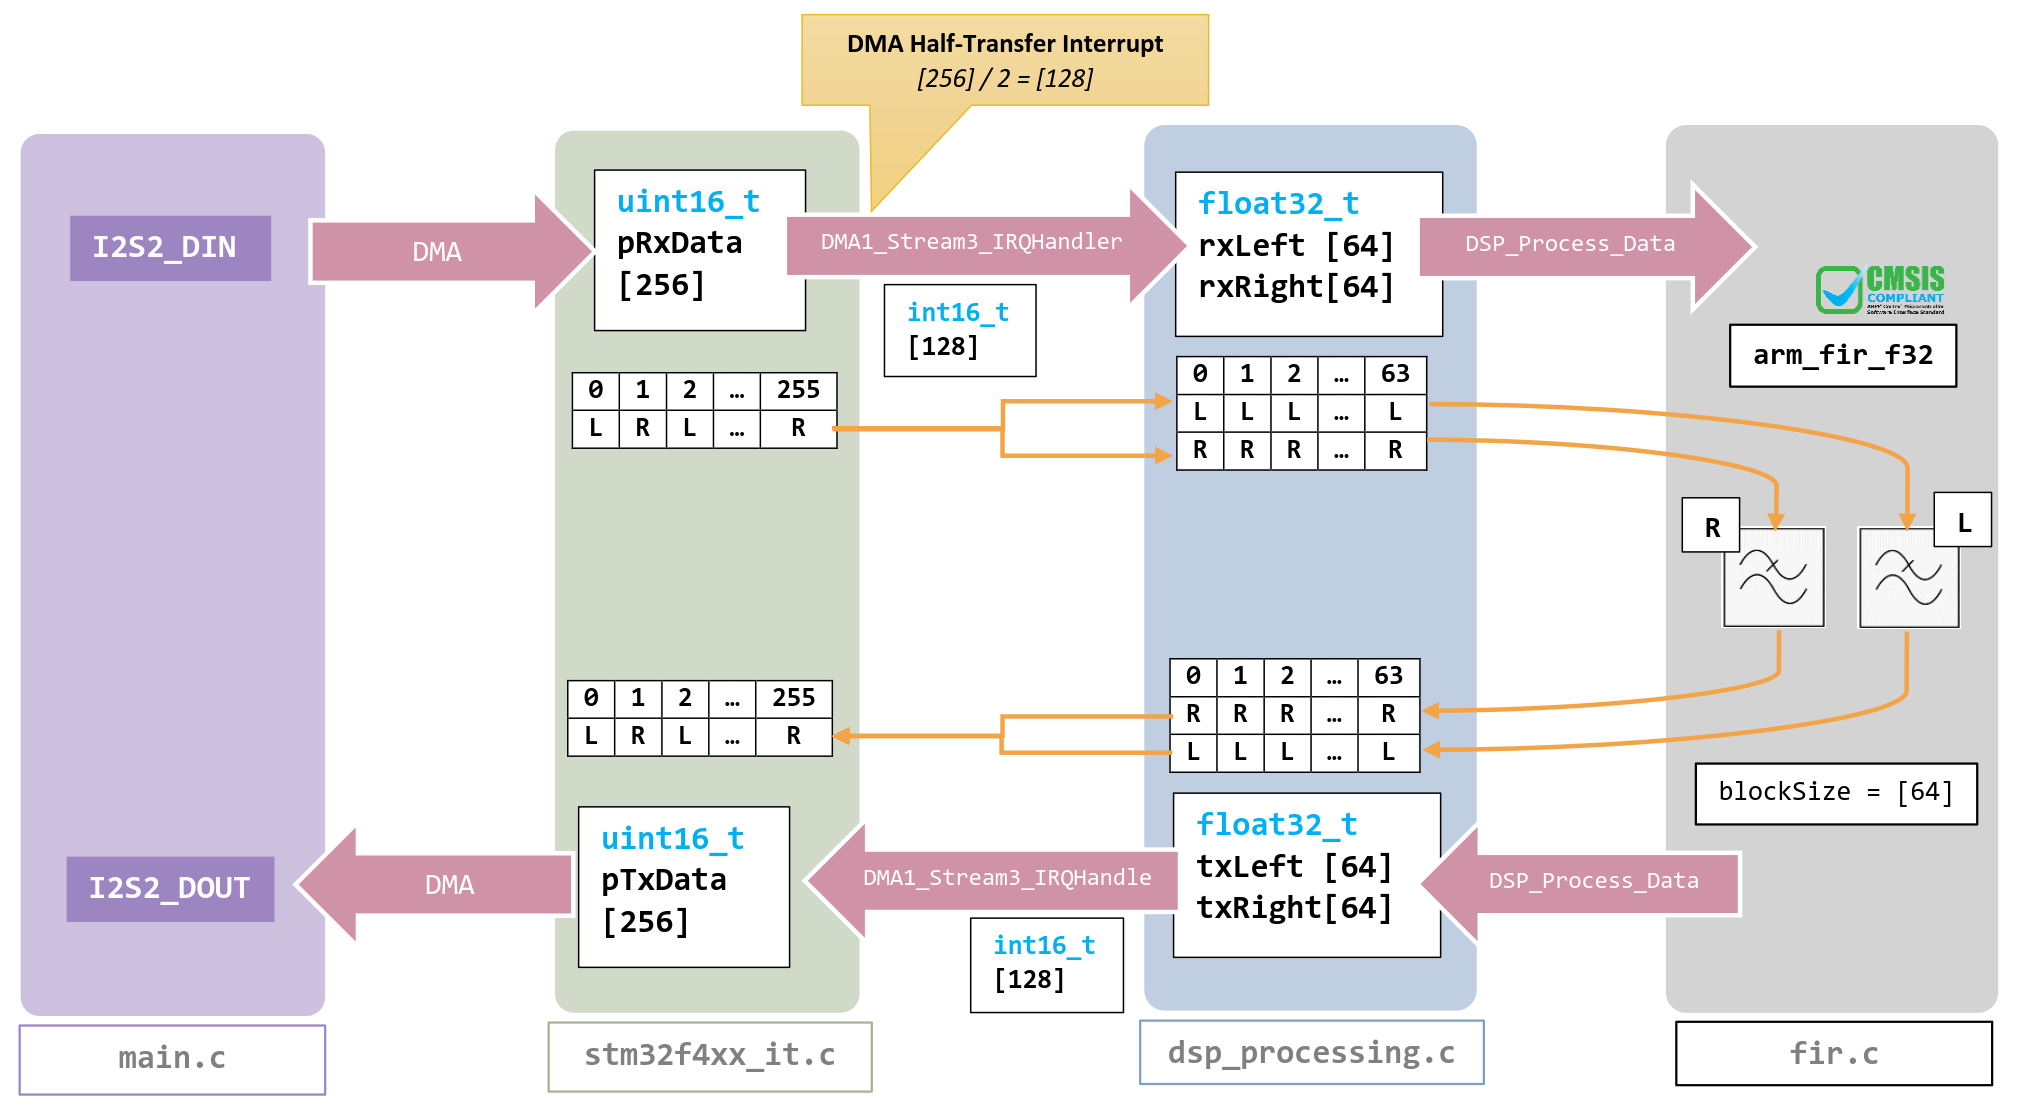 DMA Half-Transfer Interrupt
[256] / 2 = [128]
I2S2_DIN
DMA
uint16_t
pRxData
[256]
DMA1_Stream3_IRQHandler
int16_t
[128]
float32_t
rxLeft [64]
rxRight[64]
DSP_Process_Data
CMSIS
COMPLIANT
Software Interface Standard
arm_fir_f32
0 1 2 … 255
L R L … R
0 1 2 … 63
L L L … L
R R R … R
R
L
0 1 2 … 255
L R L … R
0 1 2 … 63
R R R … R
L L L … L
blockSize = [64]
I2S2_DOUT
DMA
uint16_t
pTxData
[256]
DMA1_Stream3_IRQHandle
int16_t
[128]
float32_t
txLeft [64]
txRight[64]
DSP_Process_Data
main.c
stm32f4xx_it.c
dsp_processing.c
fir.c